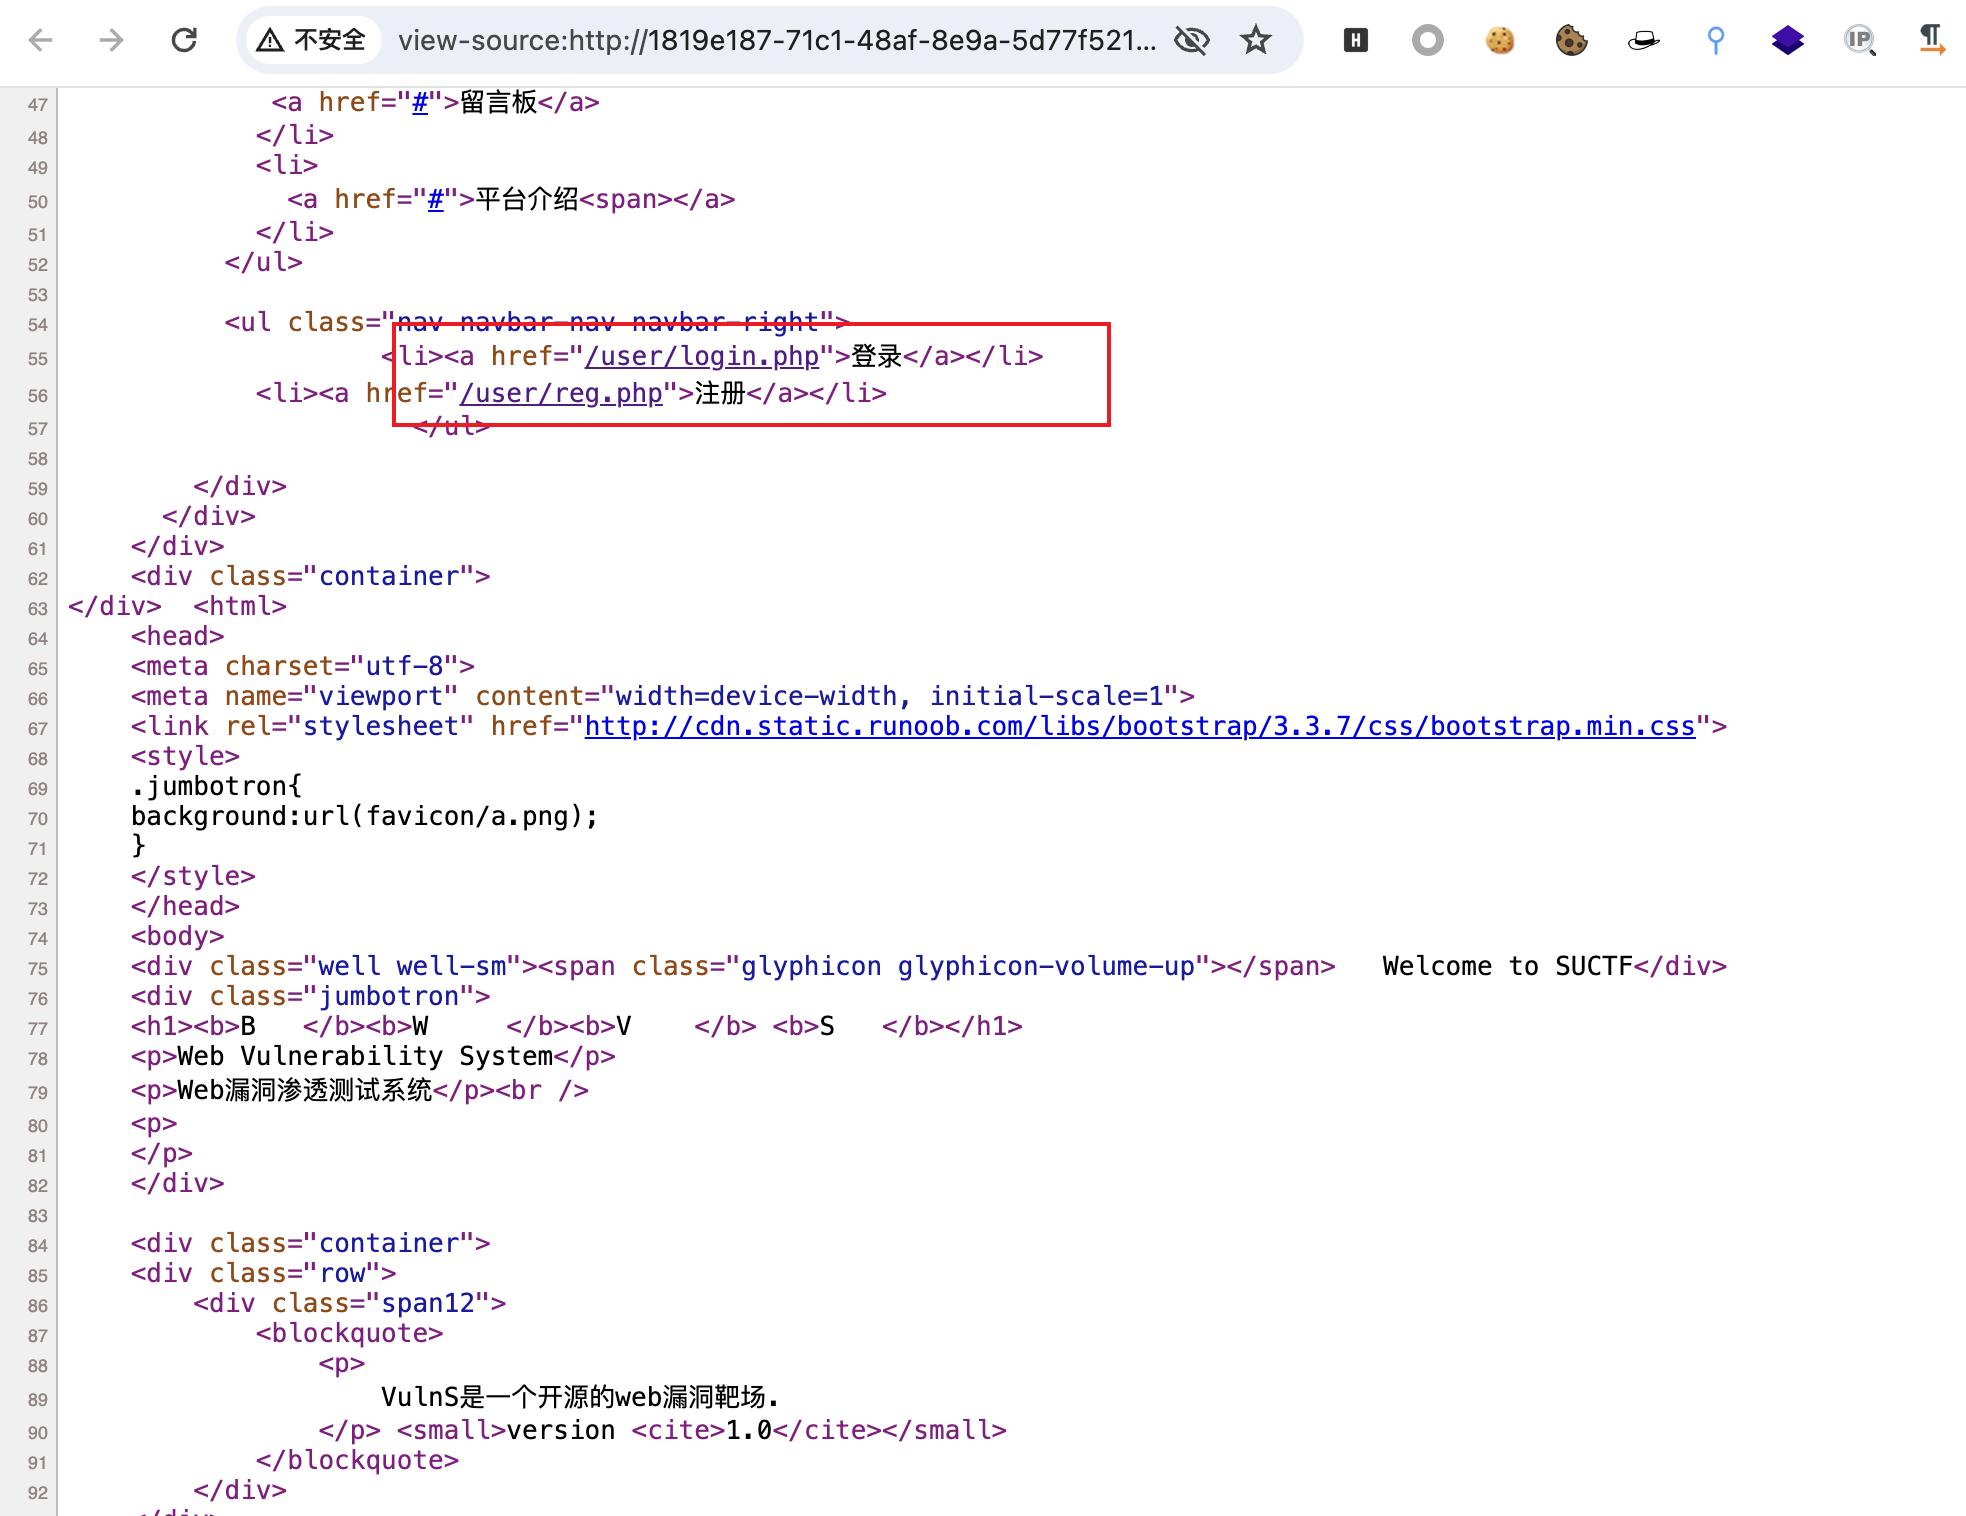 不安全 view-source:http://1819e187-71c1-48af-8e9a-5d77f521...
H IP
47 <a href="#">留言板</a>
48 </li>
49 <li>
50 <a href="#">平台介绍<span></a>
51 </li>
52 </ul>
53
54 <ul class="nav navbar-nav navbar-right">
55 <li><a href="/user/login.php">登录</a></li>
56 <li><a href="/user/reg.php">注册</a></li>
57 </ul>
58
59 </div>
60 </div>
61 </div>
62 <div class="container">
63 </div> <html>
64 <head>
65 <meta charset="utf-8">
66 <meta name="viewport" content="width=device-width, initial-scale=1">
67 <link rel="stylesheet" href="http://cdn.static.runoob.com/libs/bootstrap/3.3.7/css/bootstrap.min.css">
68 <style>
69 .jumbotron{
70 background:url(favicon/a.png);
71 }
72 </style>
73 </head>
74 <body>
75 <div class="well well-sm"><span class="glyphicon glyphicon-volume-up"></span> Welcome to SUCTF</div>
76 <div class="jumbotron">
77 <h1><b>B </b><b>W </b><b>V </b> <b>S </b></h1>
78 <p>Web Vulnerability System</p>
79 <p>Web漏洞渗透测试系统</p><br />
80 <p>
81 </p>
82 </div>
83
84 <div class="container">
85 <div class="row">
86 <div class="span12">
87 <blockquote>
88 <p>
89 VulnS是一个开源的web漏洞靶场.
90 </p> <small>version <cite>1.0</cite></small>
91 </blockquote>
92 </div>
</div>